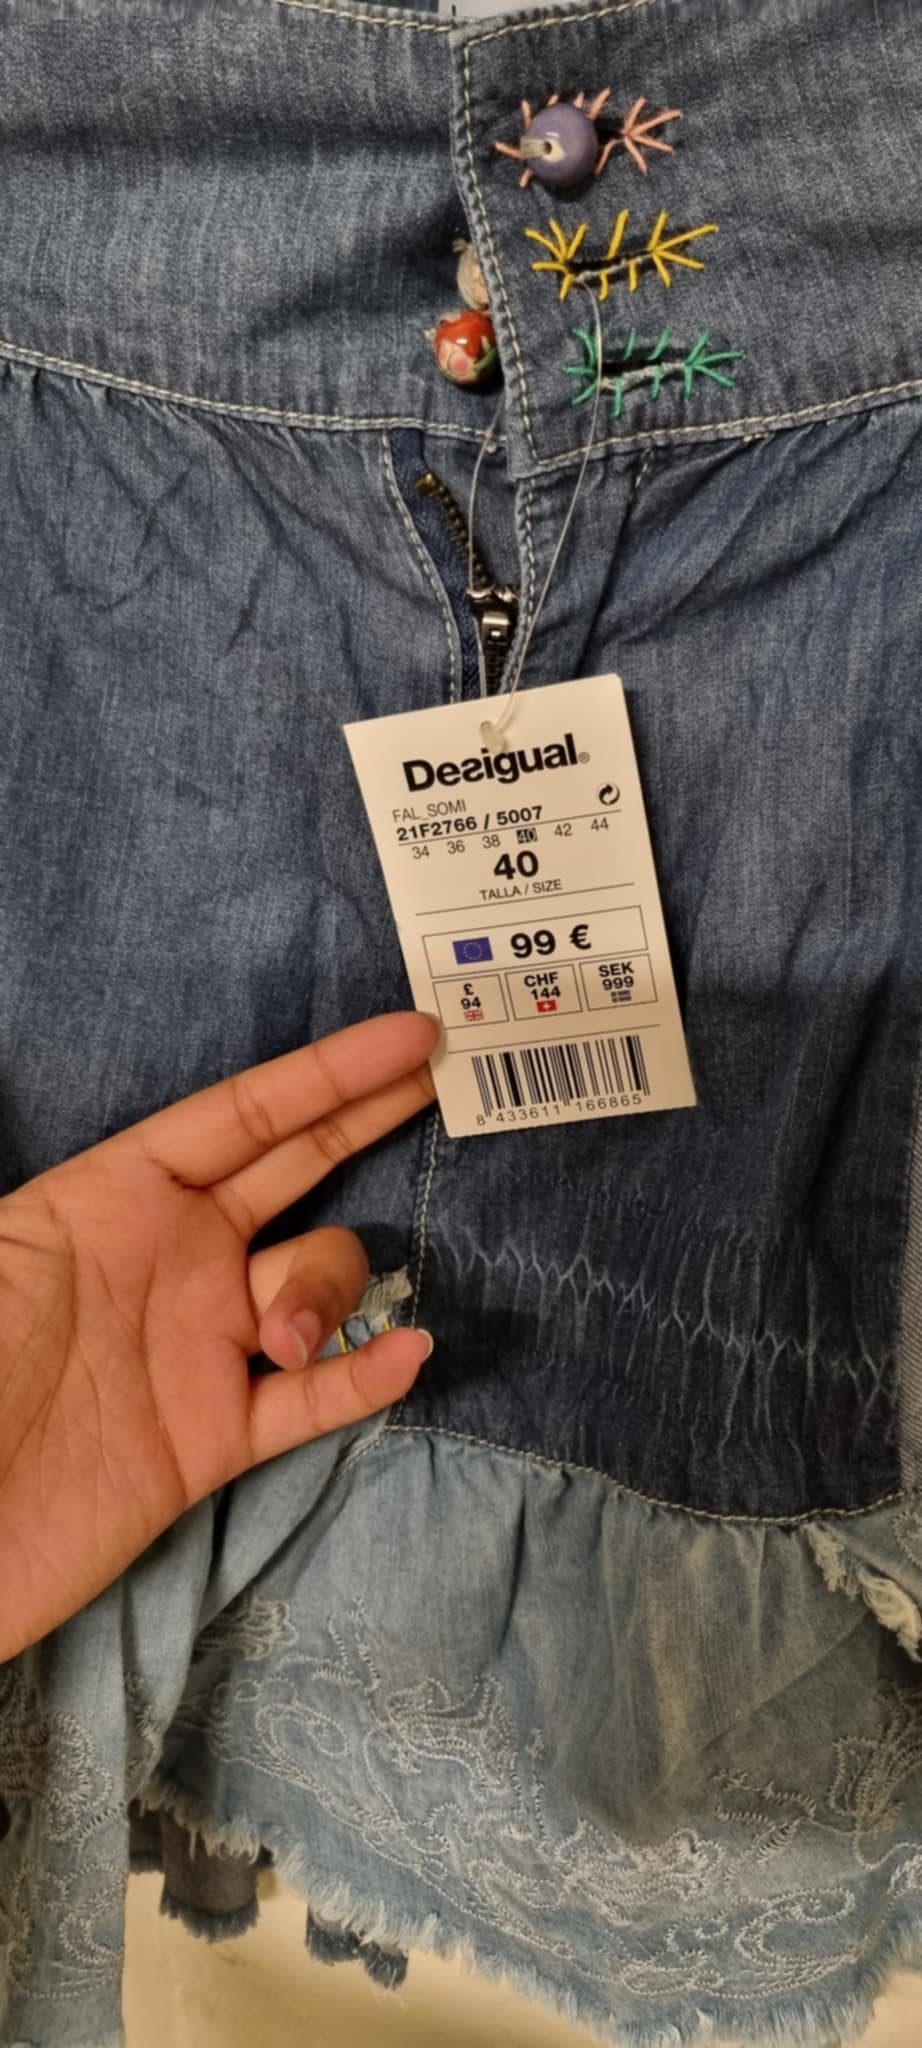 Desigual®
FAL_SOMI
21F2766 / 5007
34 36 38 40 42 44
40
TALLA / SIZE
99 €
£ CHF SEK
94 144 999
8 433611 166865